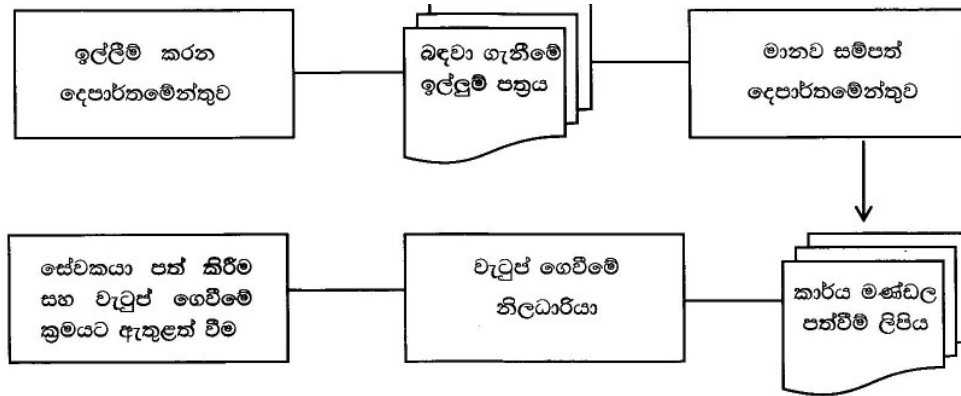 ඉල්ලීම් කරන
දෙපාර්තමේන්තුව
බඳවා ගැනීමේ
ඉල්ලුම් පත්‍රය
මානව සම්පත්
දෙපාර්තමේන්තුව
සේවකයා පත් කිරීම
සහ වැටුප් ගෙවීමේ
ක්‍රමයට ඇතුළත් වීම
වැටුප් ගෙවීමේ
නිලධාරියා
කාර්ය මණ්ඩල
පත්වීම් ලිපිය